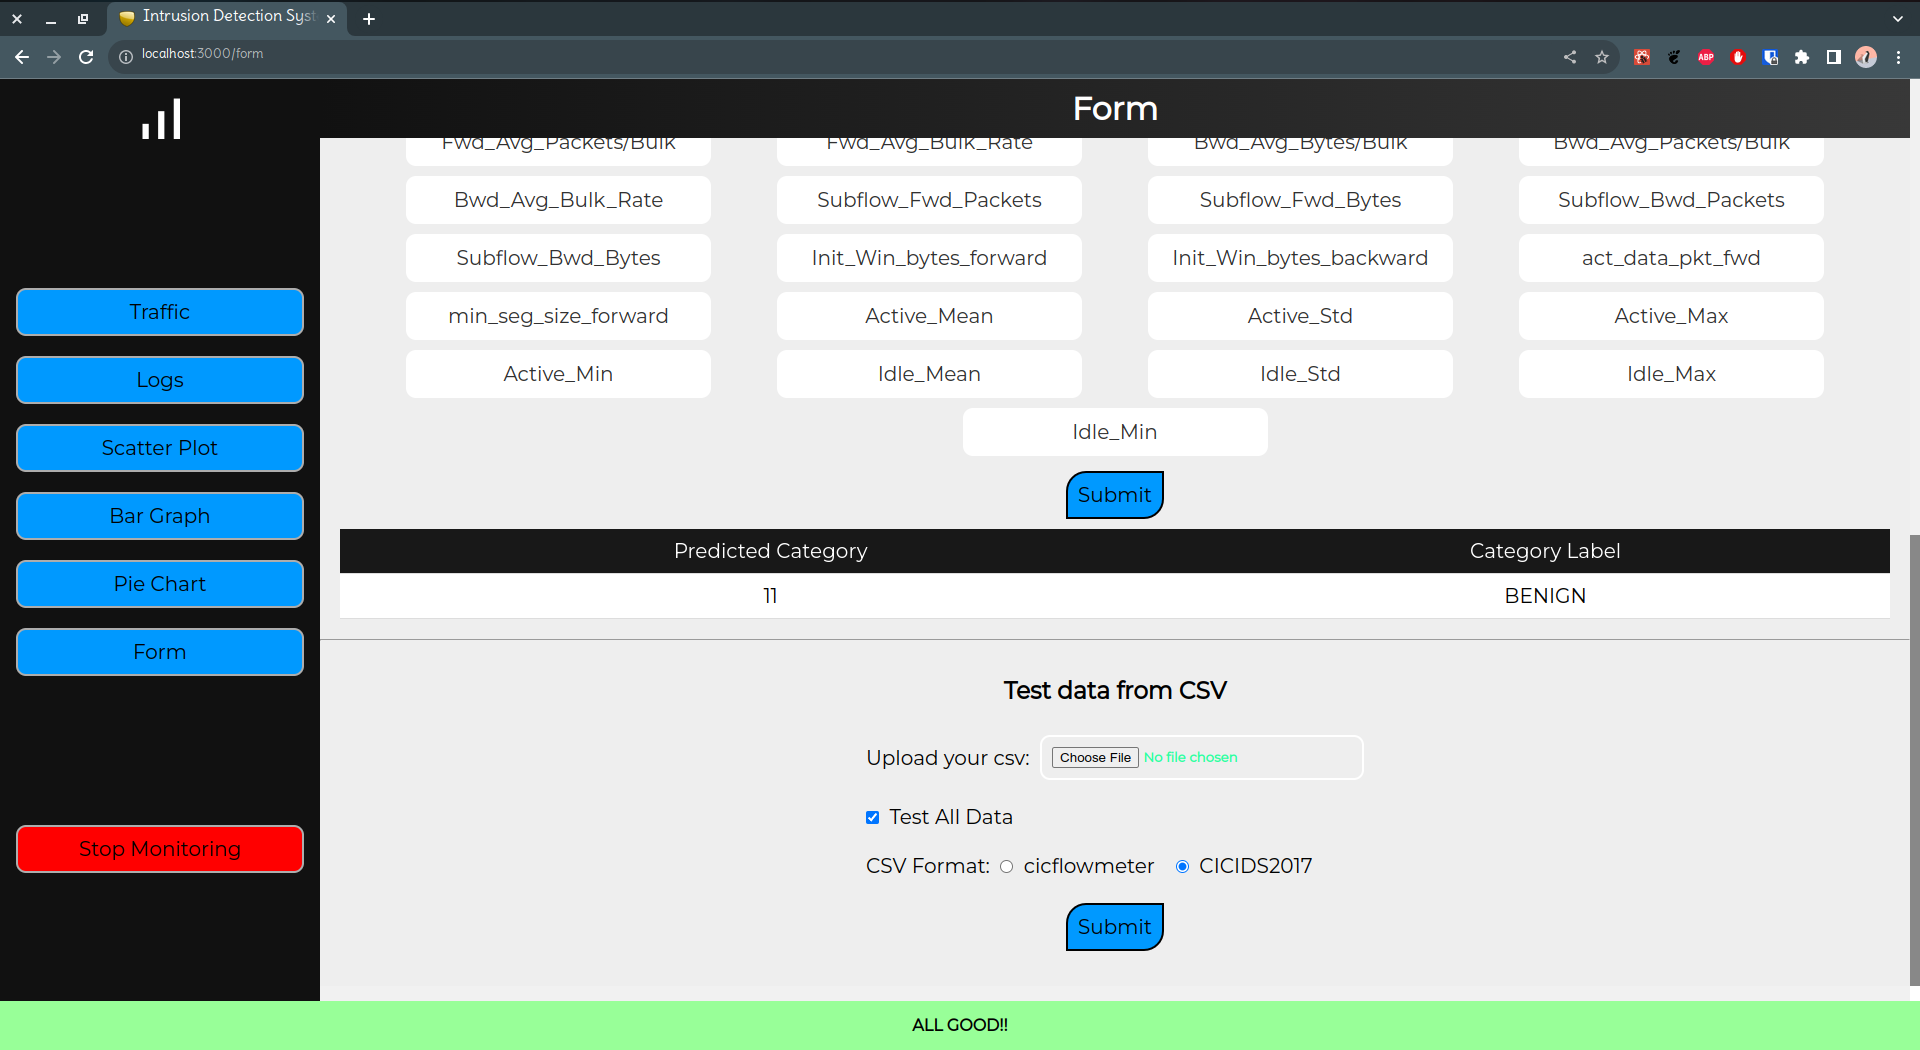 Intrusion Detection Syst
localhost:3000/form
ABP
Form
Traffic
Logs
Scatter Plot
Bar Graph
Pie Chart
Form
Stop Monitoring
Fwd_Avg_Packets/Bulk Fwd_Avg_Bulk_Rate Bwd_Avg_Bytes/Bulk Bwd_Avg_Packets/Bulk
Bwd_Avg_Bulk_Rate Subflow_Fwd_Packets Subflow_Fwd_Bytes Subflow_Bwd_Packets
Subflow_Bwd_Bytes Init_Win_bytes_forward Init_Win_bytes_backward act_data_pkt_fwd
min_seg_size_forward Active_Mean Active_Std Active_Max
Active_Min Idle_Mean Idle_Std Idle_Max
Idle_Min
Submit
Predicted Category Category Label
11 BENIGN
Test data from CSV
Upload your csv: Choose File No file chosen
Test All Data
CSV Format: cicflowmeter CICIDS2017
Submit
ALL GOOD!!